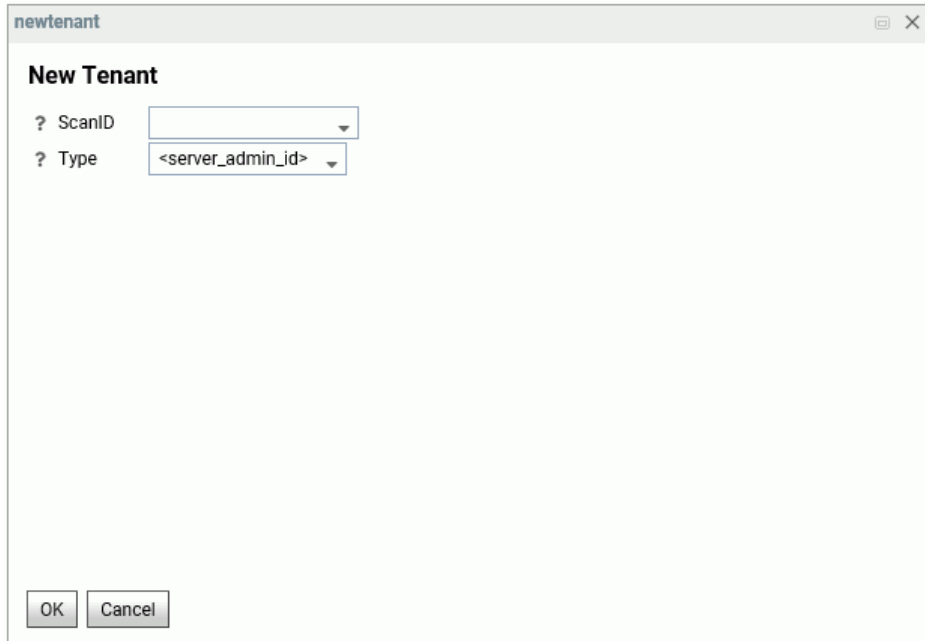 newtenant
New Tenant
? ScanID
? Type <server_admin_id>
OK Cancel